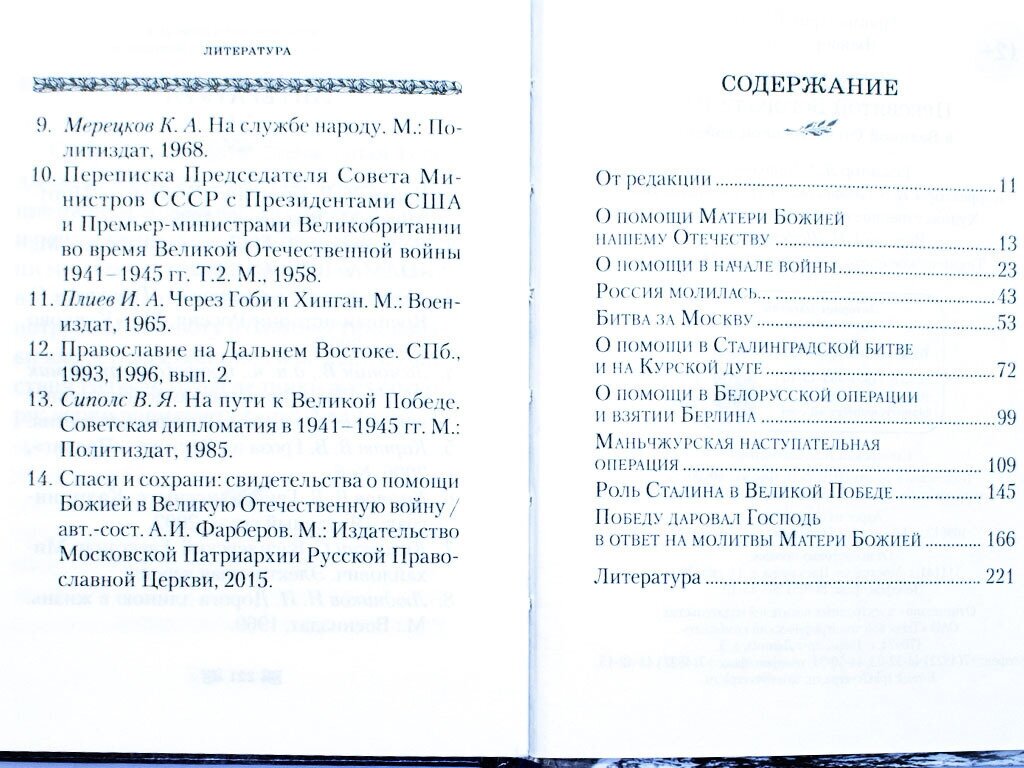 ЛИТЕРАТУРА
9. Мерецков К. А. На службе народу. М.: По-
литиздат, 1968.
10. Переписка Председателя Совета Ми-
нистров СССР с Президентами США
и Премьер-министрами Великобритании
во время Великой Отечественной войны
1941–1945 гг. Т.2. М., 1958.
11. Плиев И. А. Через Гоби и Хинган. М.: Воен-
издат, 1965.
12. Православие на Дальнем Востоке. СПб.,
1993, 1996, вып. 2.
13. Сиполс В. Я. На пути к Великой Победе.
Советская дипломатия в 1941–1945 гг. М.:
Политиздат, 1985.
14. Спаси и сохрани: свидетельства о помощи
Божией в Великую Отечественную войну /
авт.-сост. А.И. Фарберов. М.: Издательство
Московской Патриархии Русской Право-
славной Церкви, 2015.
СОДЕРЖАНИЕ
От редакции 11
О помощи Матери Божией
нашему Отечеству 13
О помощи в начале войны 23
Россия молилась... 43
Битва за Москву 53
О помощи в Сталинградской битве
и на Курской дуге 72
О помощи в Белорусской операции
и взятии Берлина 99
Маньчжурская наступательная
операция 109
Роль Сталина в Великой Победе 145
Победу даровал Господь
в ответ на молитвы Матери Божией 166
Литература 221